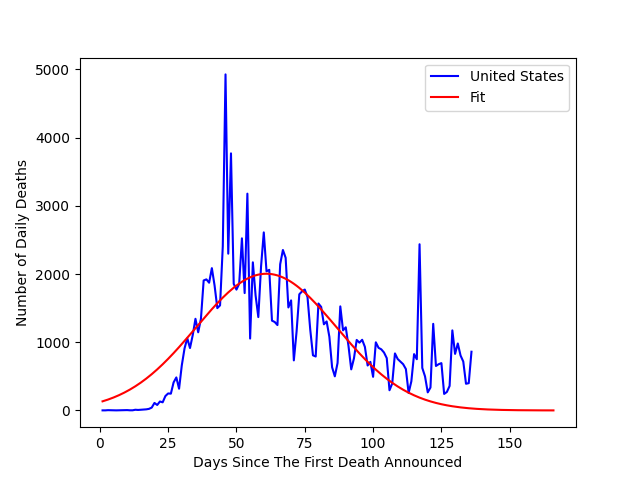 United States
Fit
5000
4000
3000
2000
1000
0
Number of Daily Deaths
0 25 50 75 100 125 150
Days Since The First Death Announced